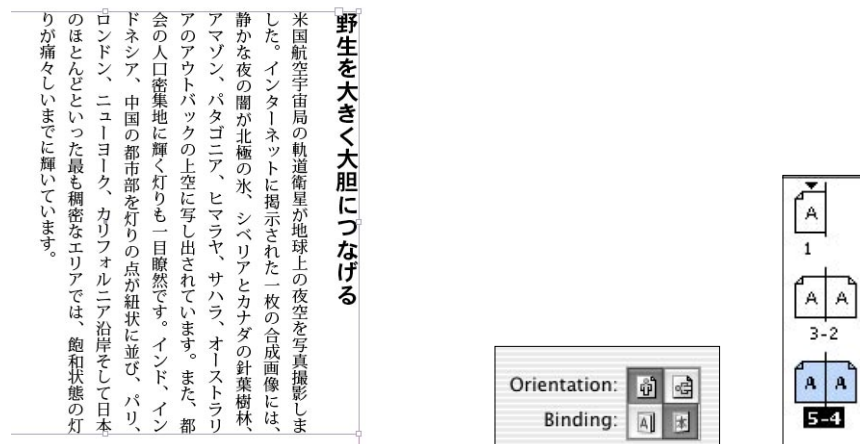 野生を大きく大胆につなげる
米国航空宇宙局の軌道衛星が地球上の夜空を写真撮影しま
した。インターネットに掲示された一枚の合成画像には、
静かな夜の闇が北極の氷、シベリアとカナダの針葉樹林、
アマゾン、パタゴニア、ヒマラヤ、サハラ、オーストラリ
アのアウトバックの上空に写し出されています。また、都
会の人口密集地に輝く灯りも一目瞭然です。インド、イン
ドネシア、中国の都市部を灯りの点が紐状に並び、パリ、
ロンドン、ニューヨーク、カリフォルニア沿岸そして日本
のほとんどといった最も稠密なエリアでは、飽和状態の灯
りが痛々しいまでに輝いています。
Orientation:
Binding: A 本
A
1
A A
3-2
A A
5-4